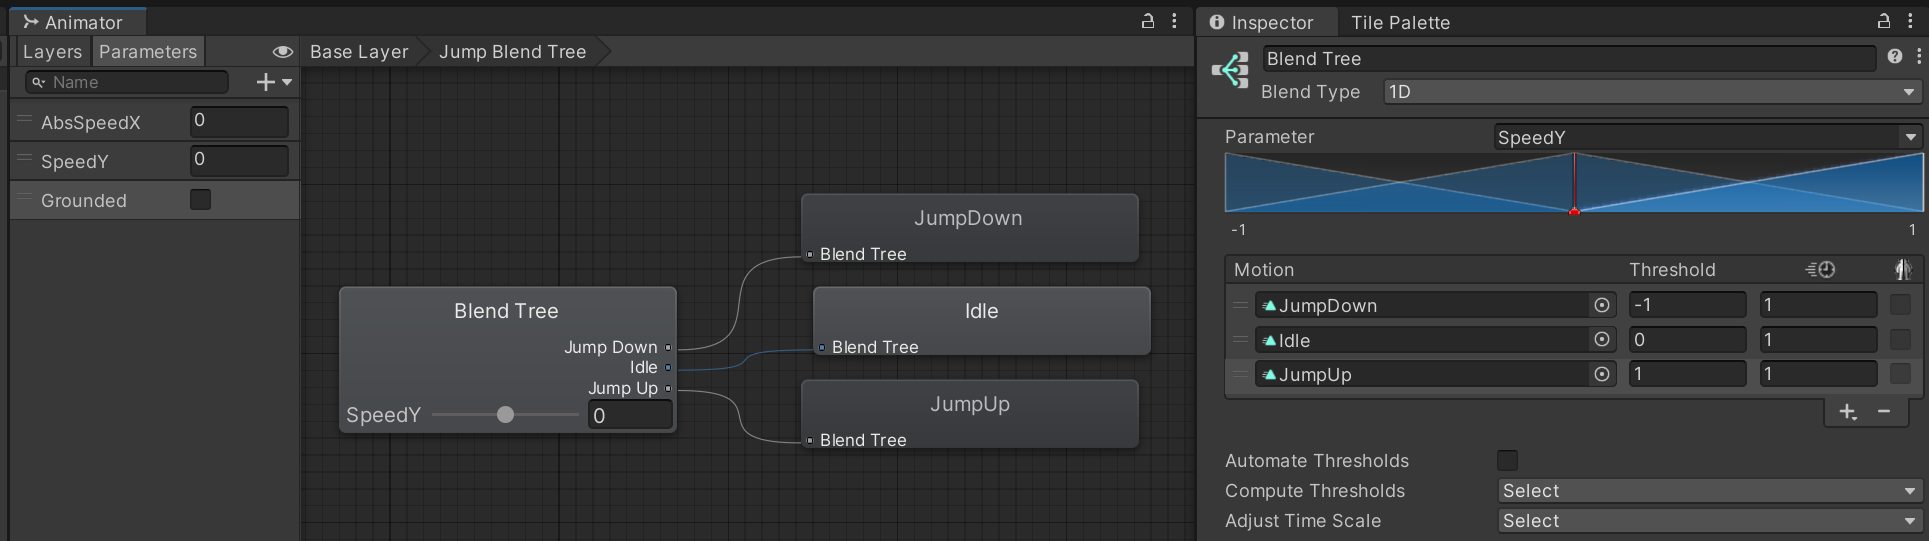 Animator
Layers
Parameters
Name
AbsSpeedX 0
SpeedY 0
Grounded
Base Layer
Jump Blend Tree
Blend Tree
Jump Down
Idle
Jump Up
SpeedY 0
JumpDown
Blend Tree
Idle
Blend Tree
JumpUp
Blend Tree
Inspector
Tile Palette
Blend Tree
Blend Type 1D
Parameter SpeedY
-1 1
Motion Threshold
JumpDown -1 1
Idle 0 1
JumpUp 1 1
Automate Thresholds
Compute Thresholds Select
Adjust Time Scale Select